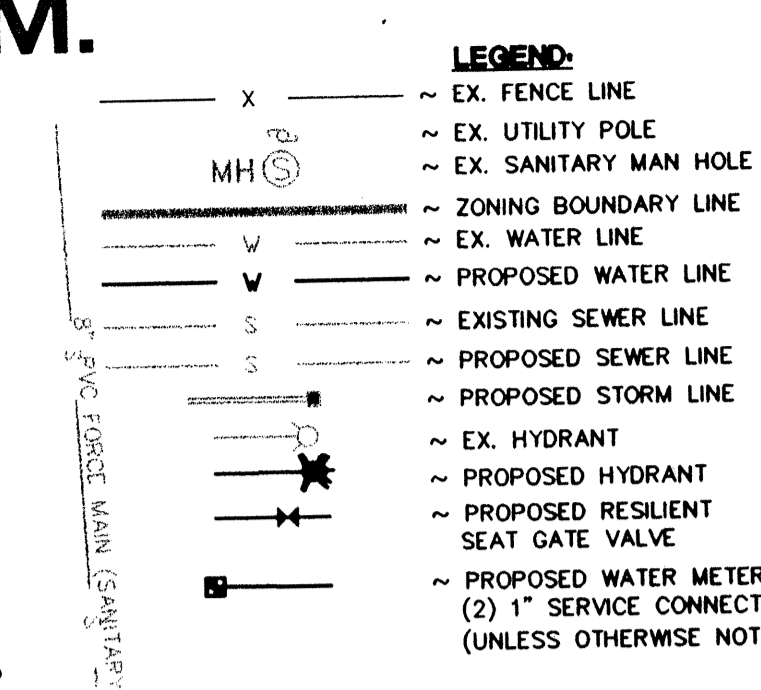 M.
LEGEND:
X ~ EX. FENCE LINE
~ EX. UTILITY POLE
MH S ~ EX. SANITARY MAN HOLE
~ ZONING BOUNDARY LINE
W ~ EX. WATER LINE
W ~ PROPOSED WATER LINE
S ~ EXISTING SEWER LINE
S ~ PROPOSED SEWER LINE
~ PROPOSED STORM LINE
~ EX. HYDRANT
~ PROPOSED HYDRANT
~ PROPOSED RESILIENT
SEAT GATE VALVE
~ PROPOSED WATER METER
(2) 1" SERVICE CONNECT
(UNLESS OTHERWISE NOT
8" PVC FORCE MAIN (SANITARY
S
S